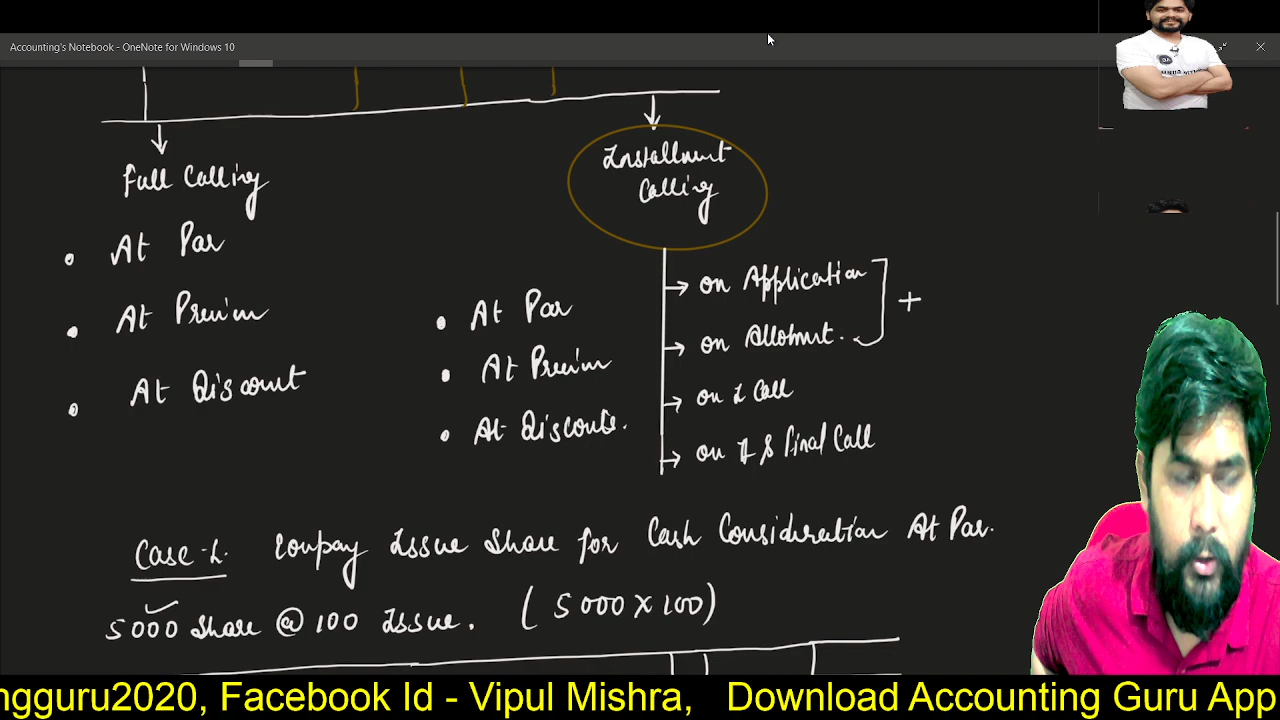 Accounting's Notebook - OneNote for Windows 10
Full Calling
Installment
Calling
At Par
At Premium
At Discount
At Par
At Premium
At Discount.
on Application
on Allotment.
+
on I Call
on & Final Call
Case-I. Company Issue Share for Cash Consideration At Par.
5000 Share @ 100 Issue. (5000 x 100)
ngguru2020, Facebook Id - Vipul Mishra, Download Accounting Guru App